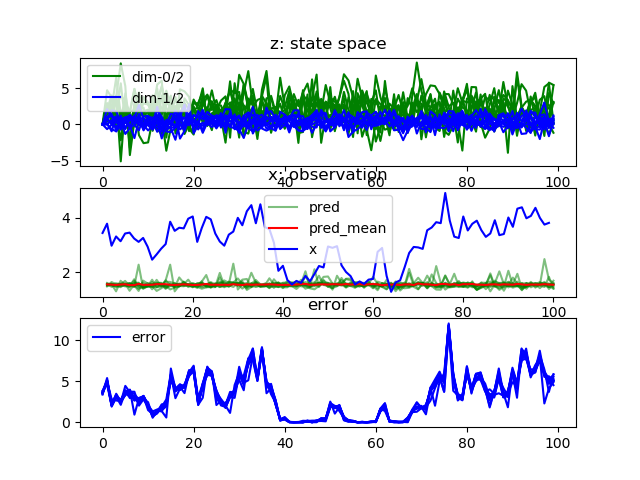 z: state space
dim-0/2
dim-1/2
5
0
−5
0 20 40 60 80 100
x: observation
pred
pred_mean
x
4
2
0 20 40 60 80 100
error
error
10
5
0
0 20 40 60 80 100